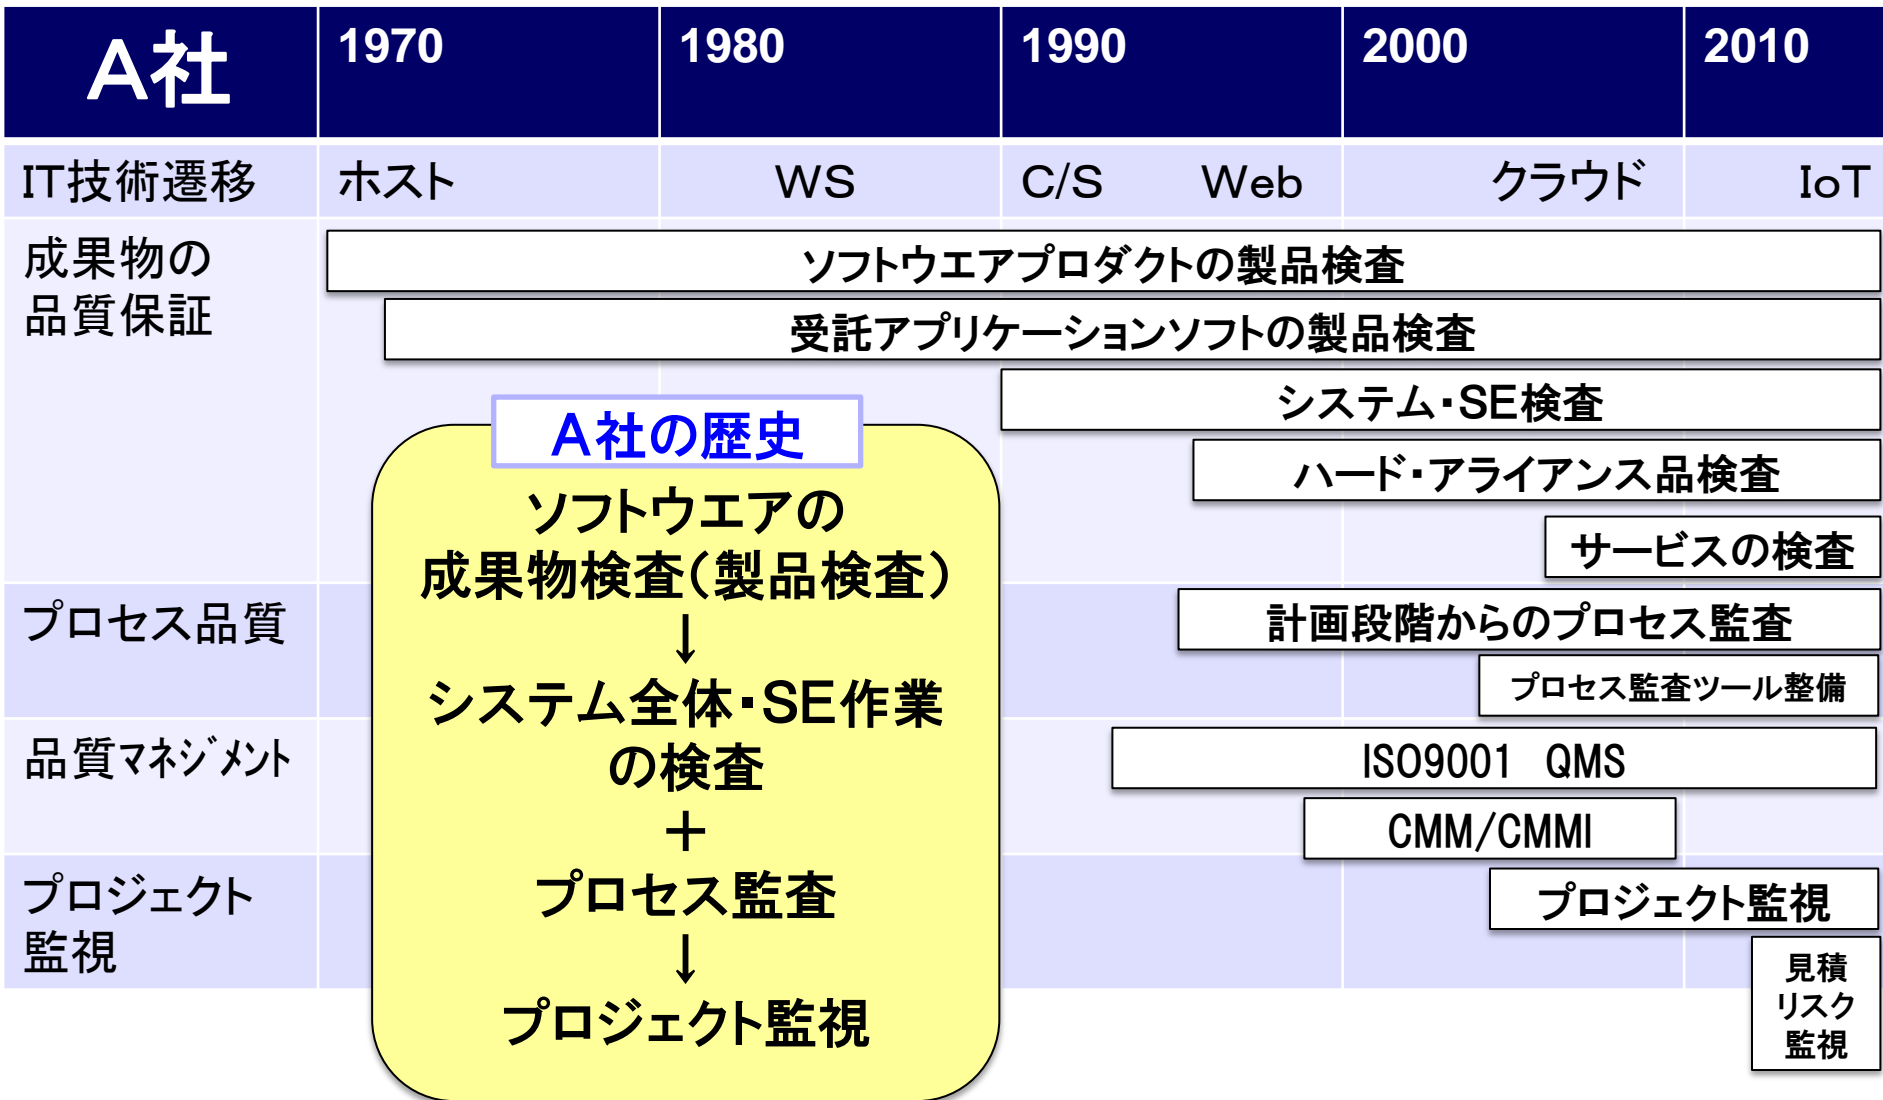 A社
1970
1980
1990
2000
2010
IT技術遷移
ホスト
WS
C/S
Web
クラウド
IoT
成果物の
品質保証
ソフトウエアプロダクトの製品検査
受託アプリケーションソフトの製品検査
システム・SE検査
ハード・アライアンス品検査
サービスの検査
プロセス品質
計画段階からのプロセス監査
プロセス監査ツール整備
品質マネジメント
ISO9001 QMS
CMM/CMMI
プロジェクト
監視
プロジェクト監視
見積
リスク
監視
A社の歴史
ソフトウエアの
成果物検査(製品検査)
↓
システム全体・SE作業
の検査
+
プロセス監査
↓
プロジェクト監視